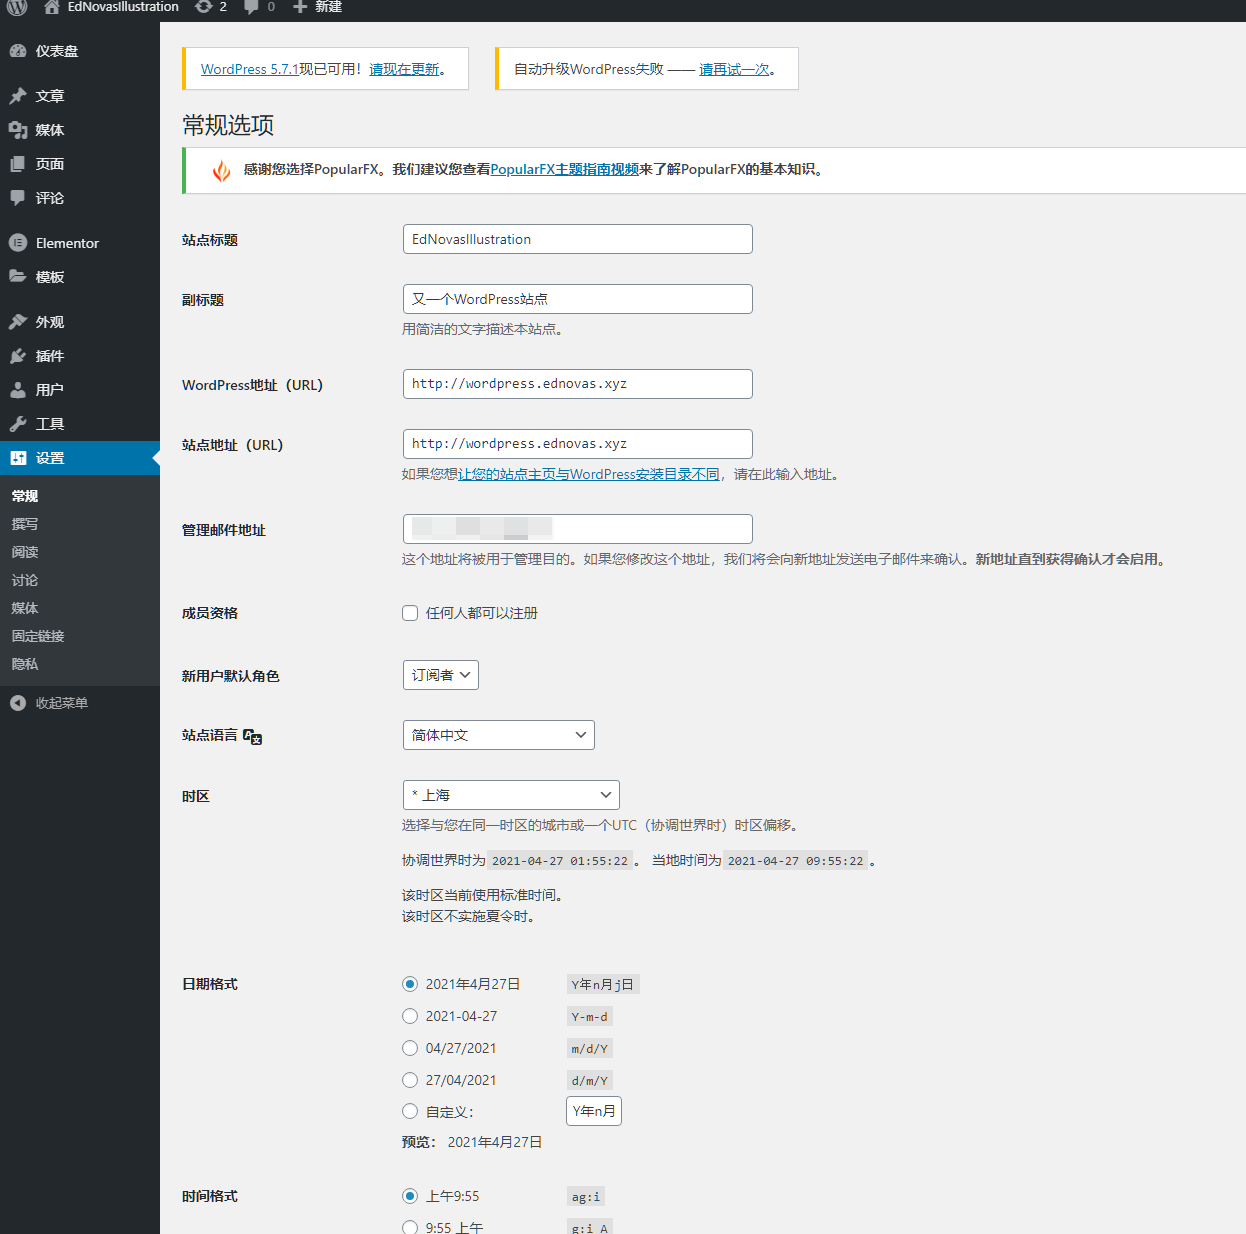 EdNovasIllustration 2 0 新建
仪表盘
文章
媒体
页面
评论
Elementor
模板
外观
插件
用户
工具
设置
常规
撰写
阅读
讨论
媒体
固定链接
隐私
收起菜单
WordPress 5.7.1现已可用！请现在更新。
自动升级WordPress失败 —— 请再试一次。
常规选项
感谢您选择PopularFX。我们建议您查看PopularFX主题指南视频来了解PopularFX的基本知识。
站点标题
EdNovasIllustration
副标题
又一个WordPress站点
用简洁的文字描述本站点。
WordPress地址（URL）
http://wordpress.ednovas.xyz
站点地址（URL）
http://wordpress.ednovas.xyz
如果您想让您的站点主页与WordPress安装目录不同，请在此输入地址。
管理邮件地址
这个地址将被用于管理目的。如果您修改这个地址，我们将会向新地址发送电子邮件来确认。新地址直到获得确认才会启用。
成员资格
任何人都可以注册
新用户默认角色
订阅者
站点语言
简体中文
时区
* 上海
选择与您在同一时区的城市或一个UTC（协调世界时）时区偏移。
协调世界时为 2021-04-27 01:55:22 。 当地时间为 2021-04-27 09:55:22 。
该时区当前使用标准时间。
该时区不实施夏令时。
日期格式
2021年4月27日 Y年n月j日
2021-04-27 Y-m-d
04/27/2021 m/d/Y
27/04/2021 d/m/Y
自定义： Y年n月
预览： 2021年4月27日
时间格式
上午9:55 ag:i
9:55 上午 g:i A